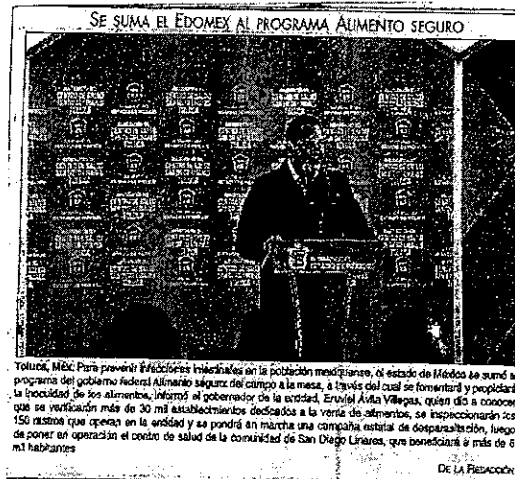 SE SUMA EL EDOMEX AL PROGRAMA ALIMENTO SEGURO
Toluca, Méx. Para prevenir infecciones intestinales en la población mexiquense, el estado de México se sumó al
programa del gobierno federal Alimento seguro: del campo a la mesa, a través del cual se fomentará y propiciará
la inocuidad de los alimentos, informó el gobernador de la entidad, Eruviel Ávila Villegas, quien dio a conocer
que se verificarán más de 30 mil establecimientos dedicados a la venta de alimentos, se inspeccionarán los
150 rastros que operan en la entidad y se pondrá en marcha una campaña estatal de desparasitación, luego
de poner en operación el centro de salud de la comunidad de San Diego Linares, que beneficiará a más de 6
mil habitantes
DE LA REDACCIÓN